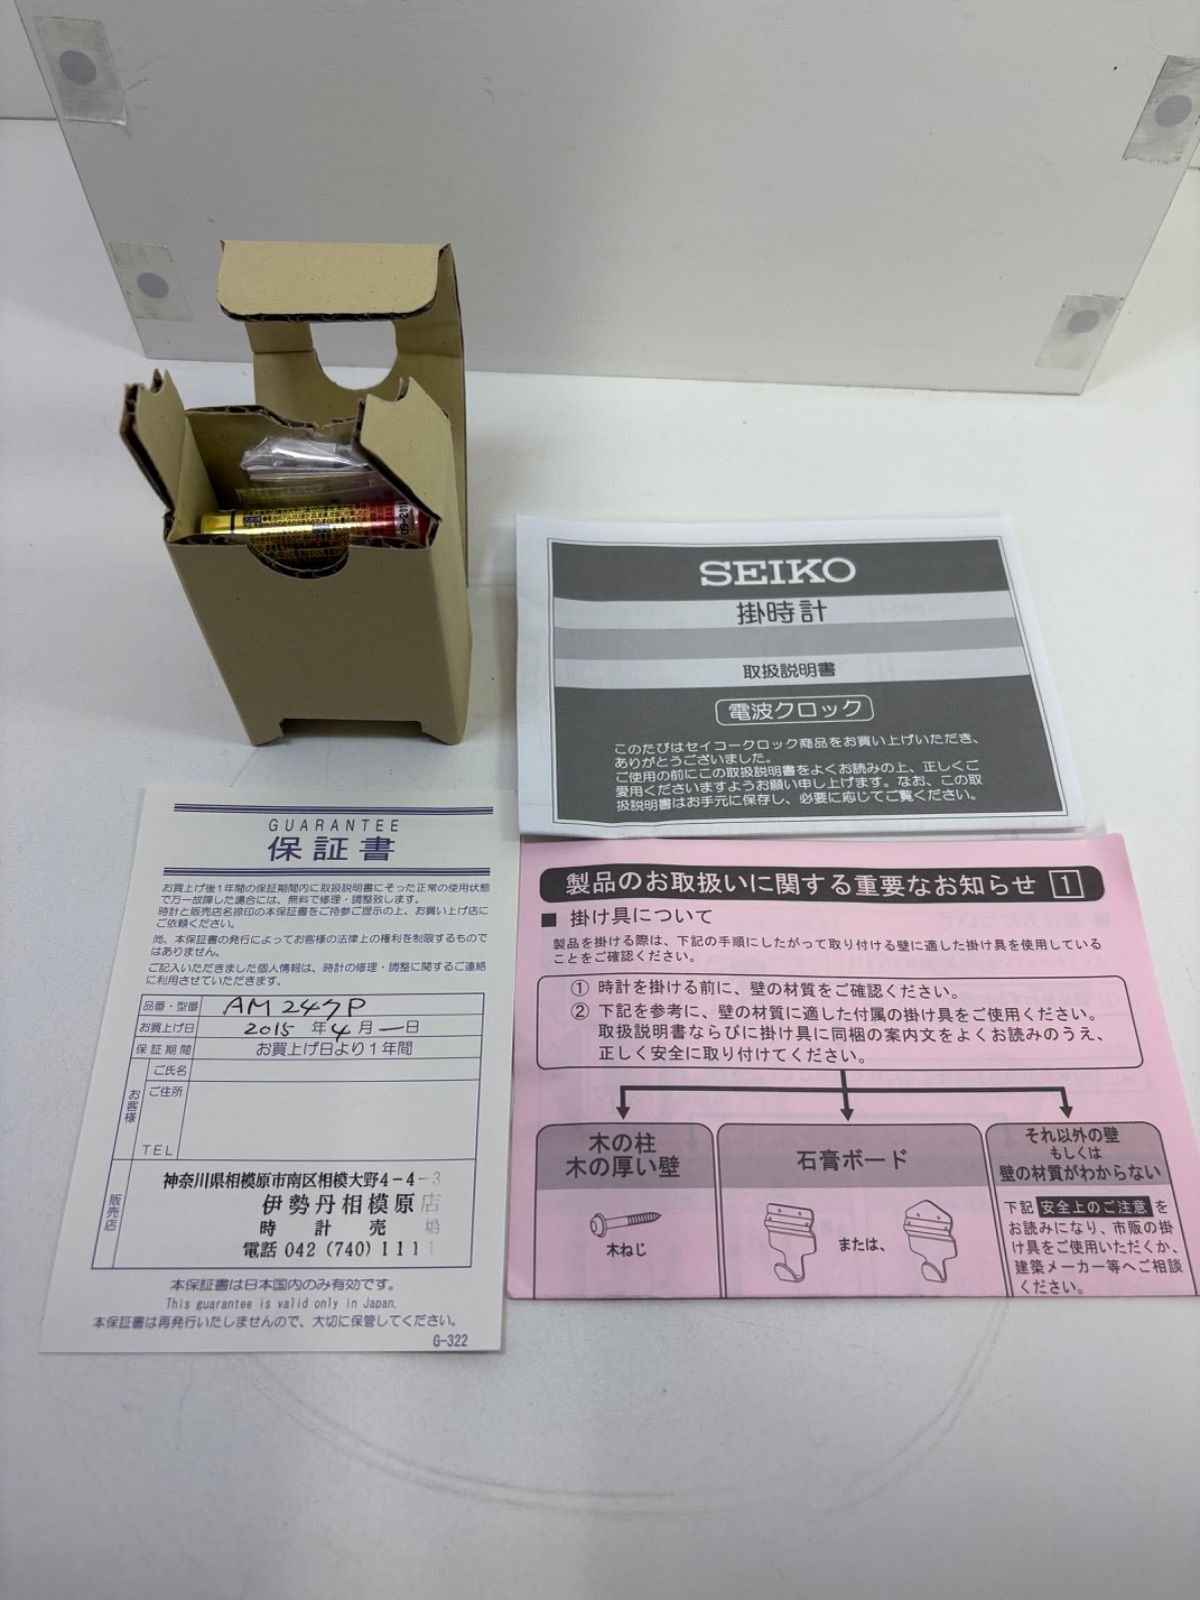 09-201
SEIKO
掛時計
取扱説明書
電波クロック
このたびはセイコークロック商品をお買い上げいただき、
ありがとうございました。
ご使用の前にこの取扱説明書をよくお読みの上、正しくご
愛用くださいますようお願い申し上げます。なお、この取
扱説明書はお手元に保存し、必要に応じてご覧ください。
GUARANTEE
保証書
お買上げ後1年間の保証期間内に取扱説明書にそった正常の使用状態
で万一故障した場合には、無料で修理・調整致します。
時計と販売店名捺印の本保証書をご持参ご提示の上、お買い上げ店に
ご依頼ください。
尚、本保証書の発行によってお客様の法律上の権利を制限するもので
はありません。
ご記入いただきました個人情報は、時計の修理・調整に関するご連絡
に利用させていただきます。
品番・型番 AM247P
お買上げ日 2015 年 4 月 一 日
保証期間 お買上げ日より1年間
お客様
ご氏名
ご住所
TEL
販売店
神奈川県相模原市南区相模大野4-4-3
伊勢丹相模原店
時計売場
電話 042 (740) 1111
本保証書は日本国内のみ有効です。
This guarantee is valid only in Japan.
本保証書は再発行いたしませんので、大切に保管してください。
G-322
製品のお取扱いに関する重要なお知らせ 1
■ 掛け具について
製品を掛ける際は、下記の手順にしたがって取り付ける壁に適した掛け具を使用している
ことをご確認ください。
① 時計を掛ける前に、壁の材質をご確認ください。
② 下記を参考に、壁の材質に適した付属の掛け具をご使用ください。
取扱説明書ならびに掛け具に同梱の案内文をよくお読みのうえ、
正しく安全に取り付けてください。
木の柱
木の厚い壁
木ねじ
石膏ボード
または、
それ以外の壁
もしくは
壁の材質がわからない
下記 安全上のご注意 を
お読みになり、市販の掛
け具をご使用いただくか、
建築メーカー等へご相談
ください。